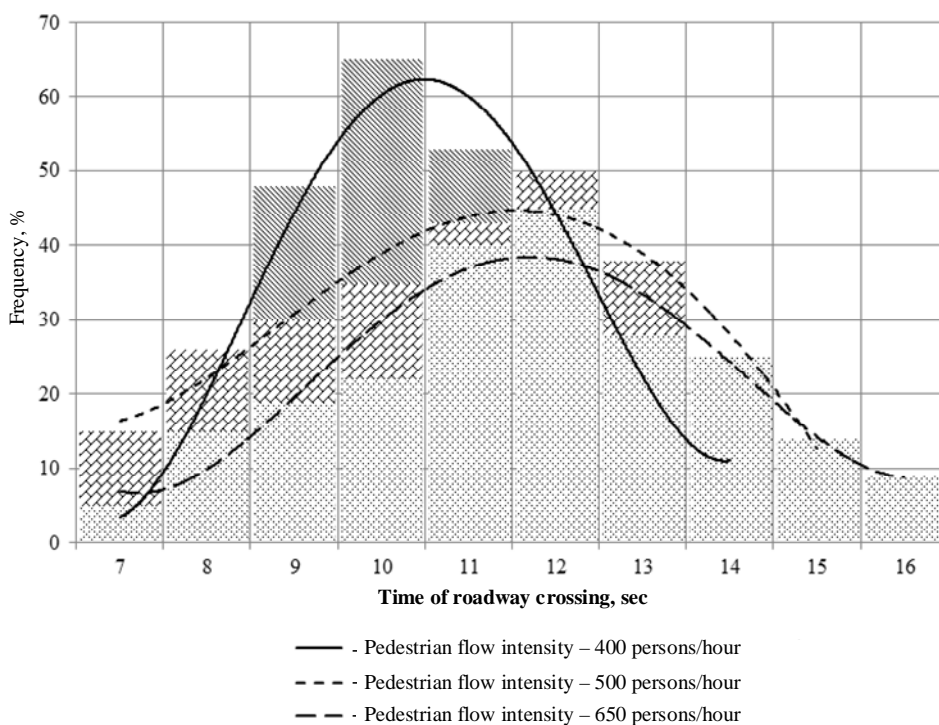 70
60
50
40
30
20
10
0
Frequency, %
7 8 9 10 11 12 13 14 15 16
Time of roadway crossing, sec
- Pedestrian flow intensity – 400 persons/hour
- Pedestrian flow intensity – 500 persons/hour
- Pedestrian flow intensity – 650 persons/hour